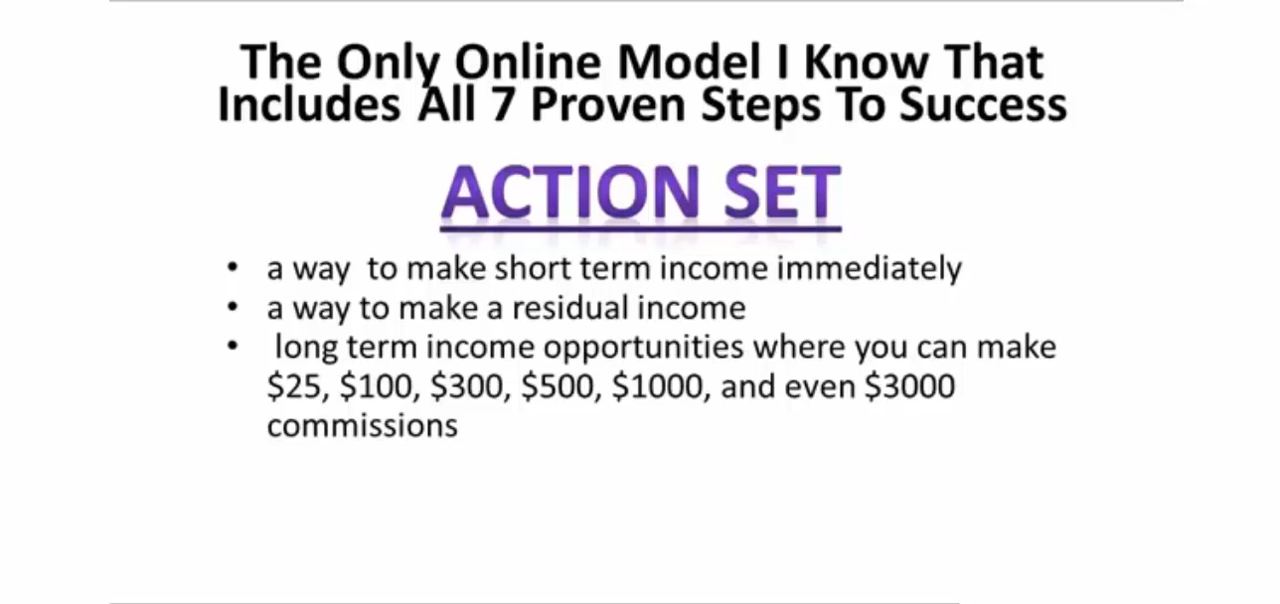 The Only Online Model I Know That
Includes All 7 Proven Steps To Success
ACTION SET
• a way  to make short term income immediately
• a way to make a residual income
•  long term income opportunities where you can make
$25, $100, $300, $500, $1000, and even $3000
commissions